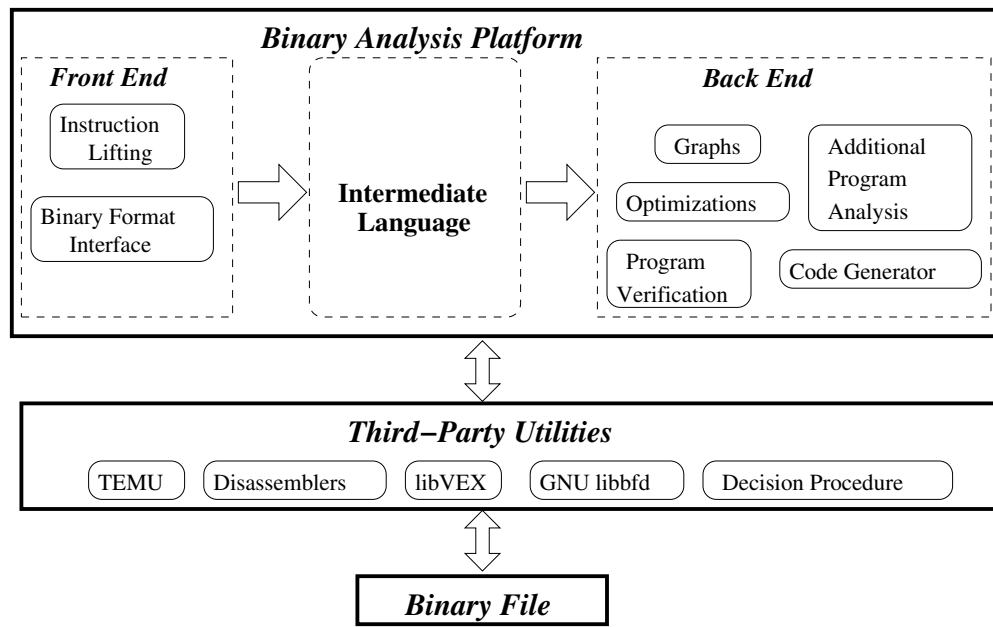 Binary Analysis Platform
Front End
Instruction
Lifting
Binary Format
Interface
Intermediate
Language
Back End
Graphs
Optimizations
Program
Verification
Additional
Program
Analysis
Code Generator
Third−Party Utilities
TEMU
Disassemblers
libVEX
GNU libbfd
Decision Procedure
Binary File